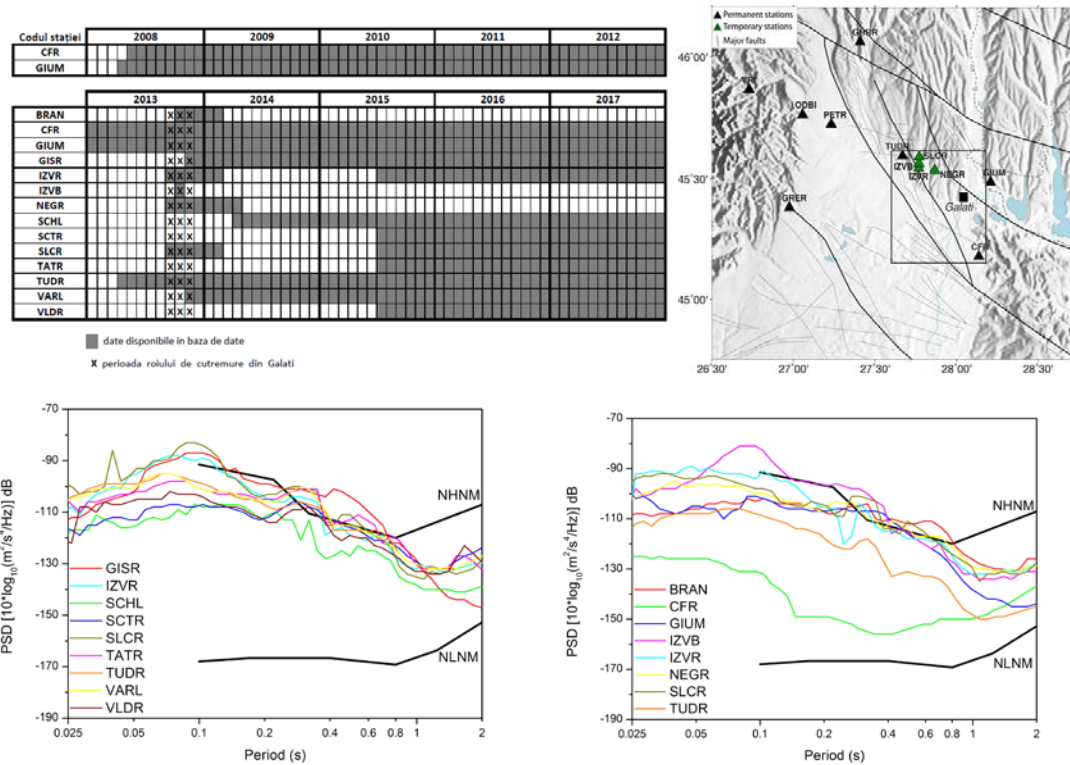 Codul stației 2008 2009 2010 2011 2012
CFR
GIUM
2013 2014 2015 2016 2017
BRAN X X X
CFR X X X
GIUM X X X
GISR X X X
IZVR X X X
IZVB X X X
NEGR X X X
SCHL X X X
SCTR X X X
SLCR X X X
TATR X X X
TUDR X X X
VARL X X X
VLDR X X X
date disponibile in baza de date
X perioada roiului de cutremure din Galati
Permanent stations
Temporary stations
Major faults
46°00'
45°30'
45°00'
26°30' 27°00' 27°30' 28°00' 28°30'
ODBI
PETR
TUDR
SLCR
IZVB
IZVR
NEGR
GIUM
GRER
Galati
CFR
-70
-90
-110
-130
-150
-170
-190
PSD [10*log10(m²/s⁴/Hz)] dB
NHNM
NLNM
GISR
IZVR
SCHL
SCTR
SLCR
TATR
TUDR
VARL
VLDR
0.025 0.05 0.1 0.2 0.4 0.6 0.8 1 2
Period (s)
-70
-90
-110
-130
-150
-170
-190
PSD [10*log10(m²/s⁴/Hz)] dB
NHNM
NLNM
BRAN
CFR
GIUM
IZVB
IZVR
NEGR
SLCR
TUDR
0.025 0.05 0.1 0.2 0.4 0.6 0.8 1 2
Period (s)